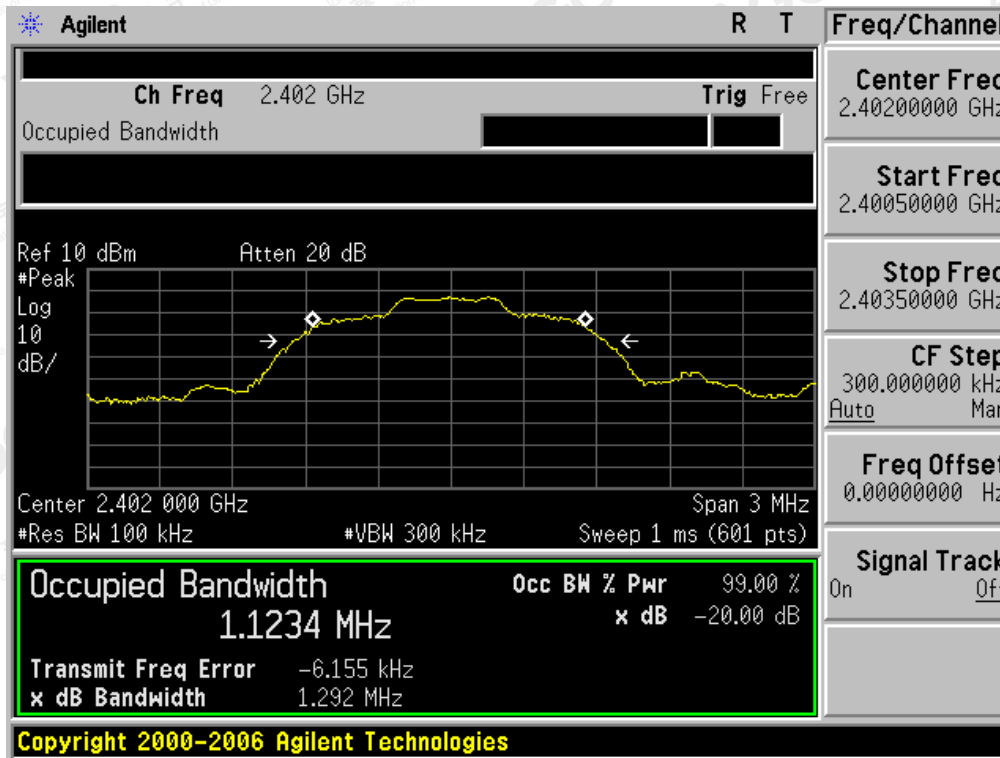 Agilent R T Freq/Channel
Ch Freq 2.402 GHz Trig Free
Occupied Bandwidth
Center Freq
2.40200000 GHz
Start Freq
2.40050000 GHz
Stop Freq
2.40350000 GHz
CF Step
300.000000 kHz
Auto Man
Freq Offset
0.00000000 Hz
Signal Track
On Off
Ref 10 dBm Atten 20 dB
#Peak
Log
10
dB/
Center 2.402 000 GHz Span 3 MHz
#Res BW 100 kHz #VBW 300 kHz Sweep 1 ms (601 pts)
Occupied Bandwidth Occ BW % Pwr 99.00 %
1.1234 MHz x dB -20.00 dB
Transmit Freq Error -6.155 kHz
x dB Bandwidth 1.292 MHz
Copyright 2000-2006 Agilent Technologies